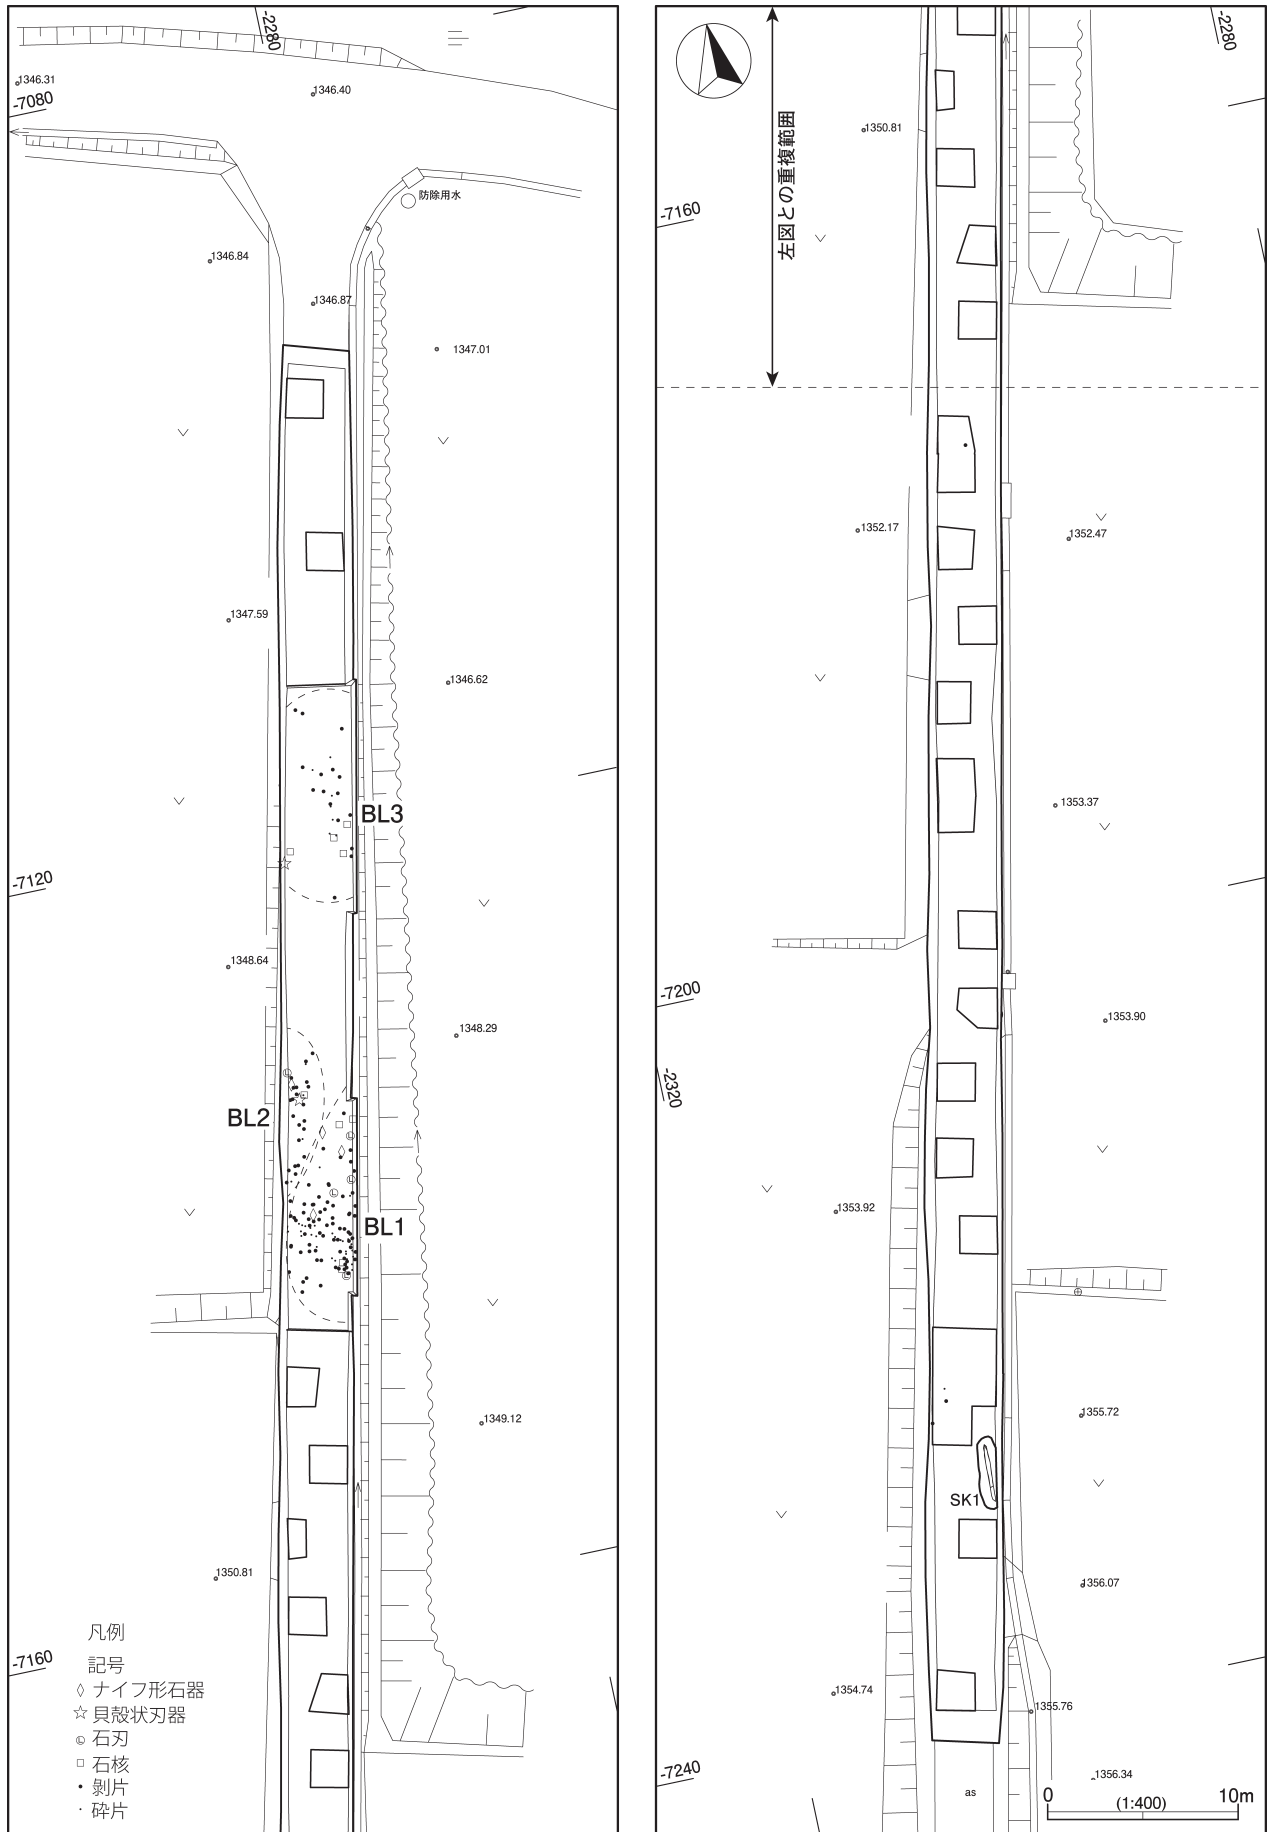 -2280
1346.31
1346.40
-7080
防除用水
1346.84
1346.87
1347.01
1347.59
1346.62
BL3
-7120
1348.64
1348.29
BL2
BL1
1349.12
1350.81
凡例
記号
-7160
ナイフ形石器
貝殻状刃器
Ⓛ 石刃
石核
剝片
砕片
-2280
左図との重複範囲
1350.81
-7160
1352.17
1352.47
1353.37
-7200
1353.90
-2320
1353.92
1355.72
SK1
1356.07
1354.74
1355.76
-7240
1356.34
as
0 10m
(1:400)